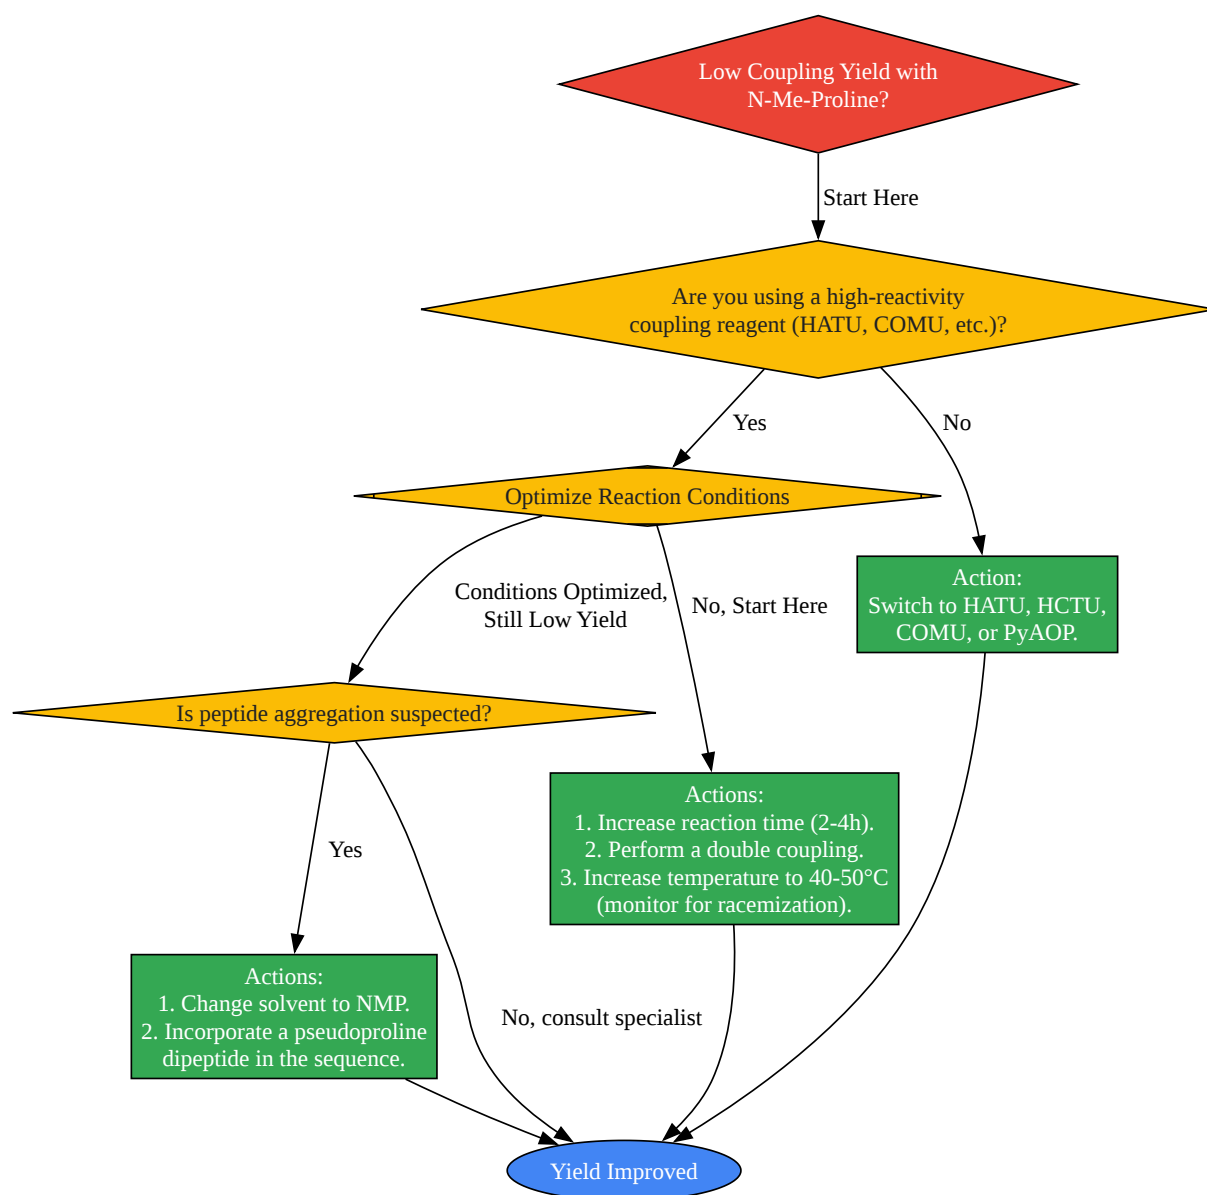 Low Coupling Yield with
N-Me-Proline?
Start Here
Are you using a high-reactivity
coupling reagent (HATU, COMU, etc.)?
Yes
No
Optimize Reaction Conditions
Conditions Optimized,
Still Low Yield
No, Start Here
Action:
Switch to HATU, HCTU,
COMU, or PyAOP.
Is peptide aggregation suspected?
Actions:
1. Increase reaction time (2-4h).
2. Perform a double coupling.
3. Increase temperature to 40-50°C
(monitor for racemization).
Yes
Actions:
1. Change solvent to NMP.
2. Incorporate a pseudoproline
dipeptide in the sequence.
No, consult specialist
Yield Improved